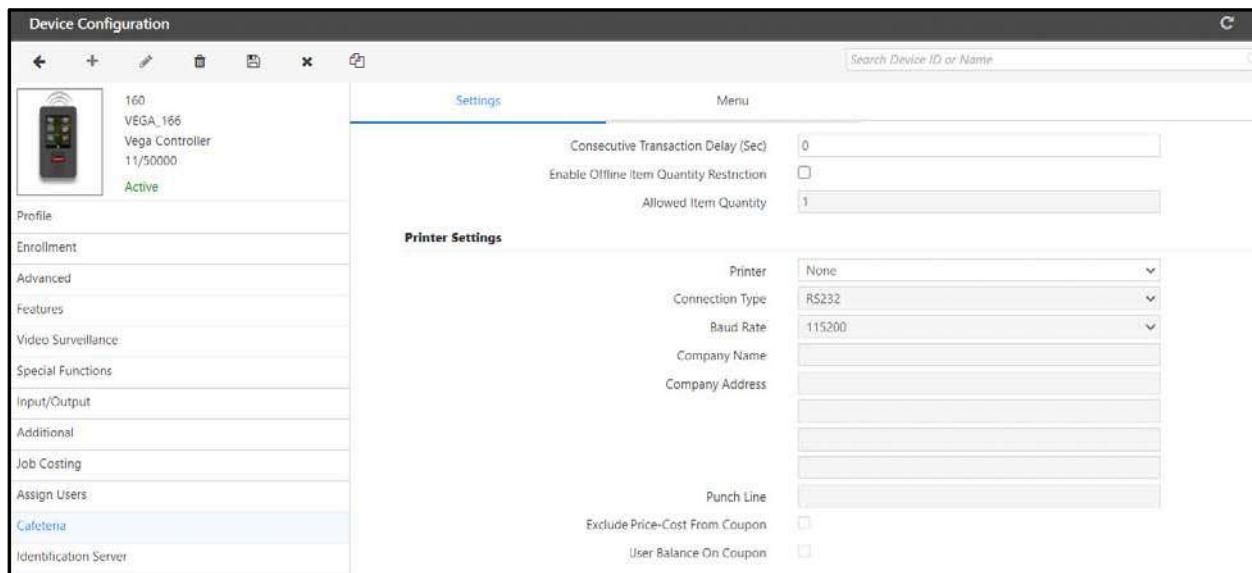 Device Configuration
Search Device ID or Name
160
VEGA_166
Vega Controller
11/50000
Active
Profile
Enrollment
Advanced
Features
Video Surveillance
Special Functions
Input/Output
Additional
Job Costing
Assign Users
Cafeteria
Identification Server
Settings
Menu
Consecutive Transaction Delay (Sec)
0
Enable Offline Item Quantity Restriction
Allowed Item Quantity
1
Printer Settings
Printer
None
Connection Type
RS232
Baud Rate
115200
Company Name
Company Address
Punch Line
Exclude Price-Cost From Coupon
User Balance On Coupon